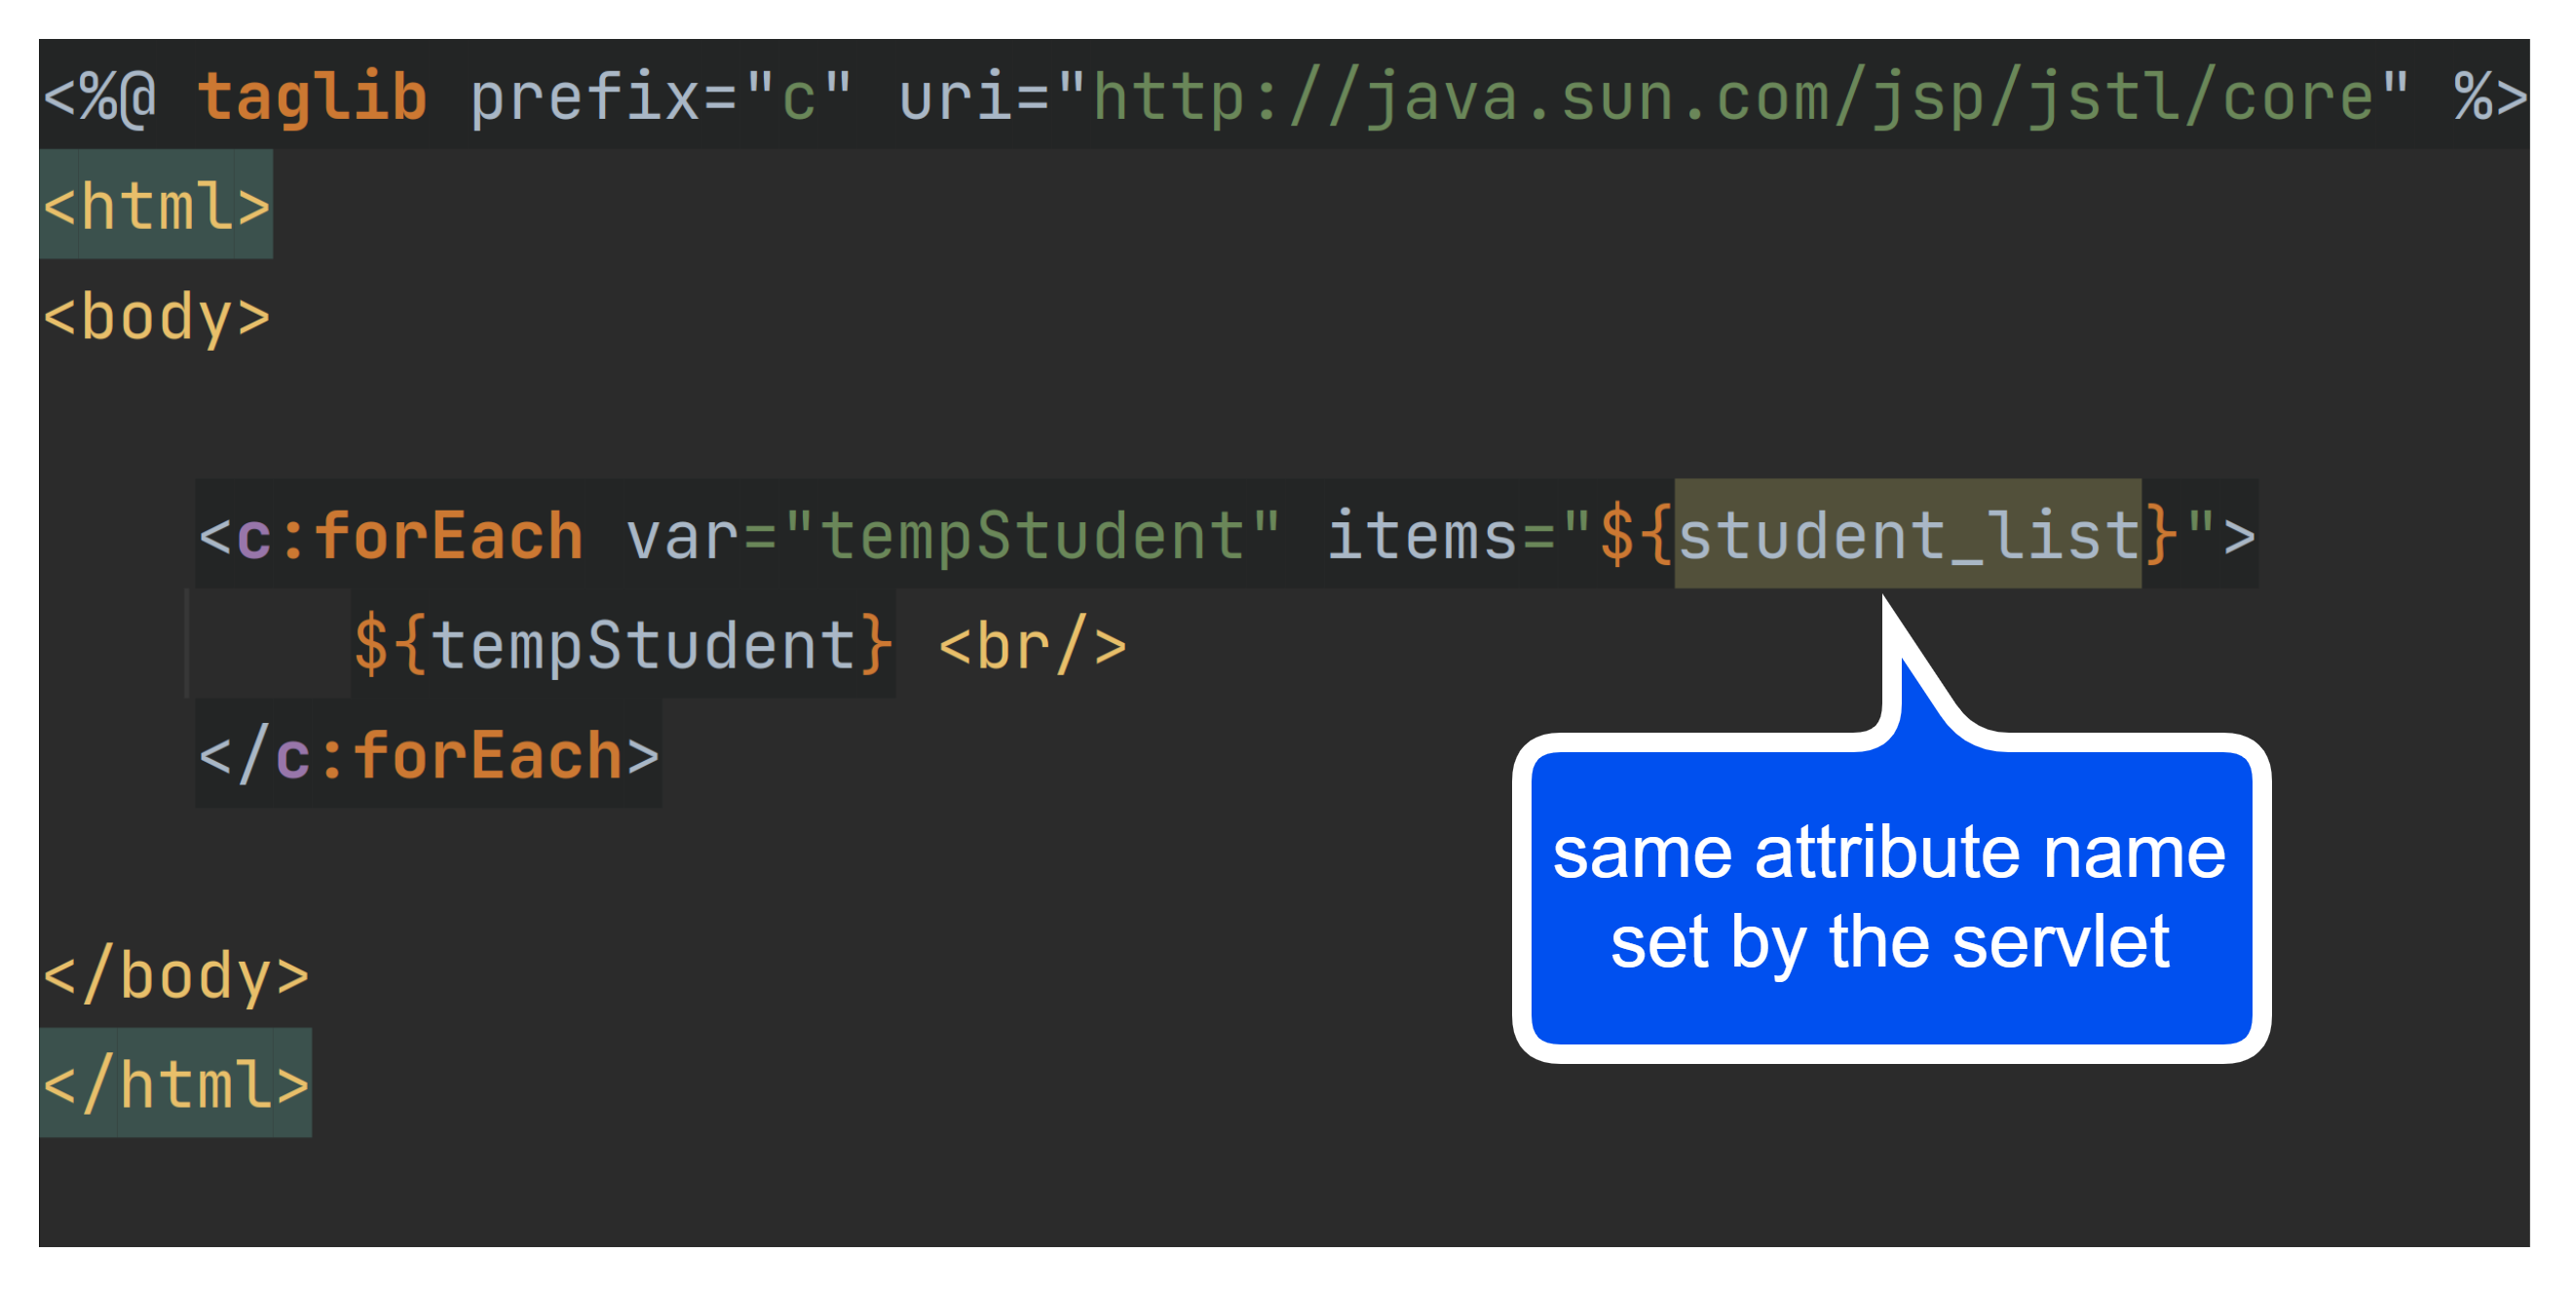 <%@ taglib prefix="c" uri="http://java.sun.com/jsp/jstl/core" %>
<html>
<body>
<c:forEach var="tempStudent" items="${student_list}">
${tempStudent} <br/>
</c:forEach>
same attribute name
set by the servlet
</body>
</html>